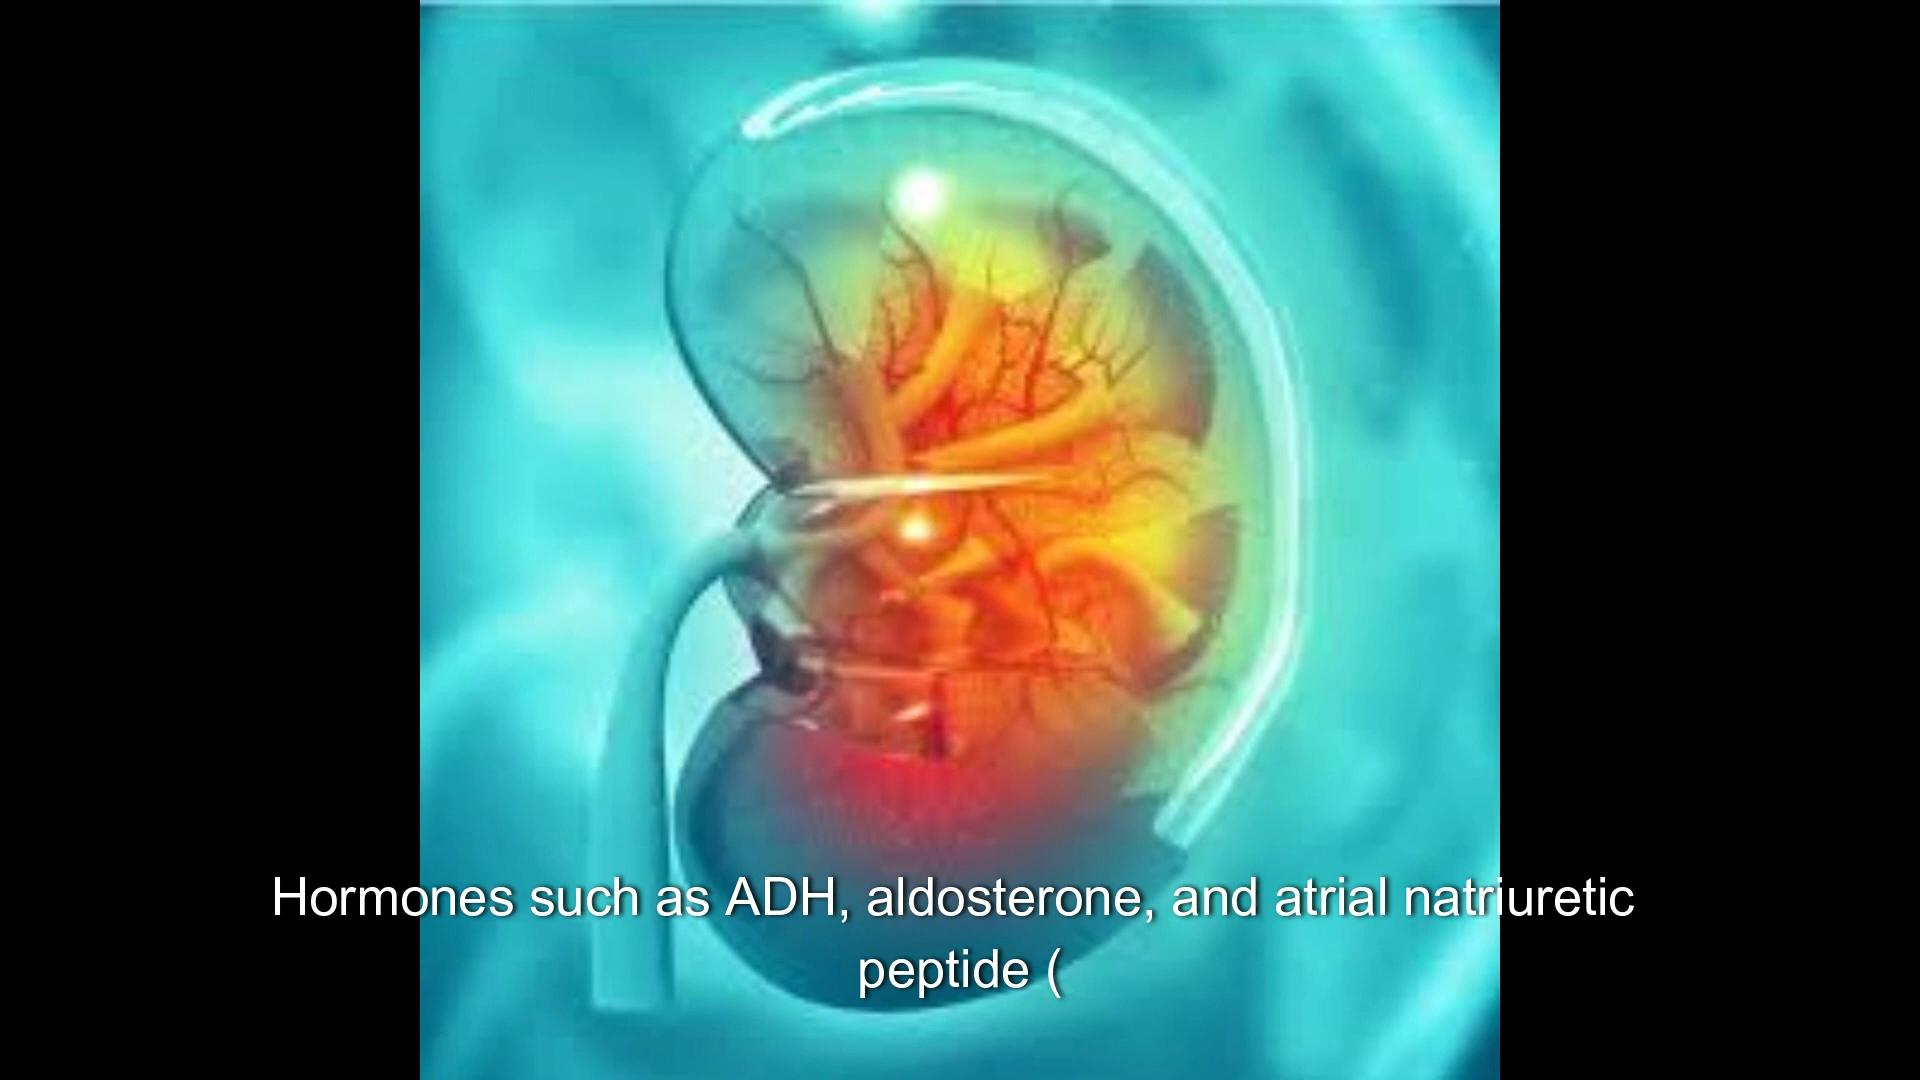 Hormones such as ADH, aldosterone, and atrial natriuretic
peptide (